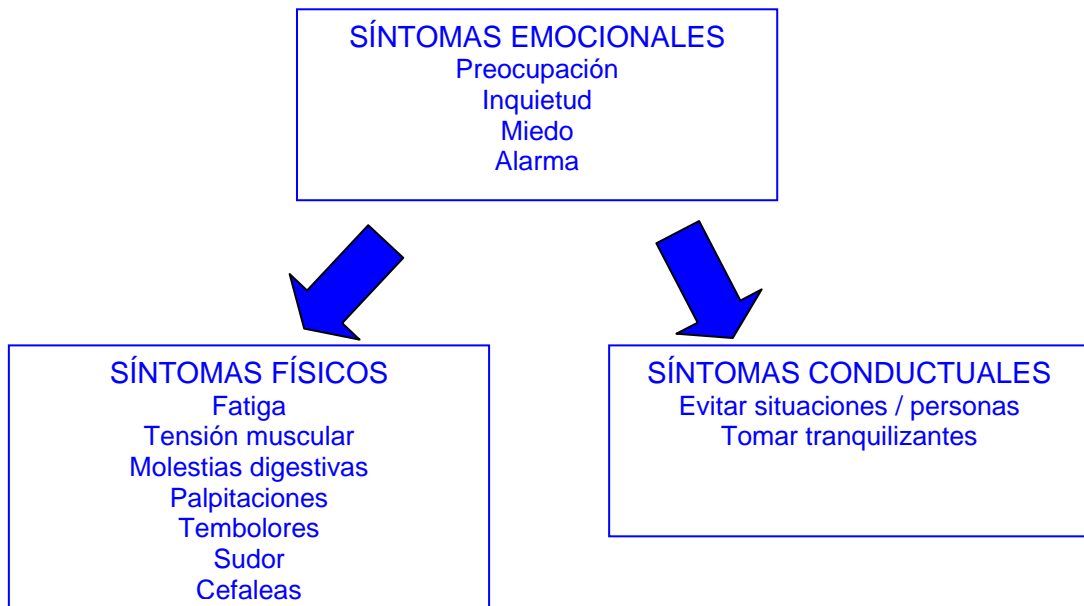 SÍNTOMAS EMOCIONALES
Preocupación
Inquietud
Miedo
Alarma
SÍNTOMAS FÍSICOS
Fatiga
Tensión muscular
Molestias digestivas
Palpitaciones
Tembolores
Sudor
Cefaleas
SÍNTOMAS CONDUCTUALES
Evitar situaciones / personas
Tomar tranquilizantes